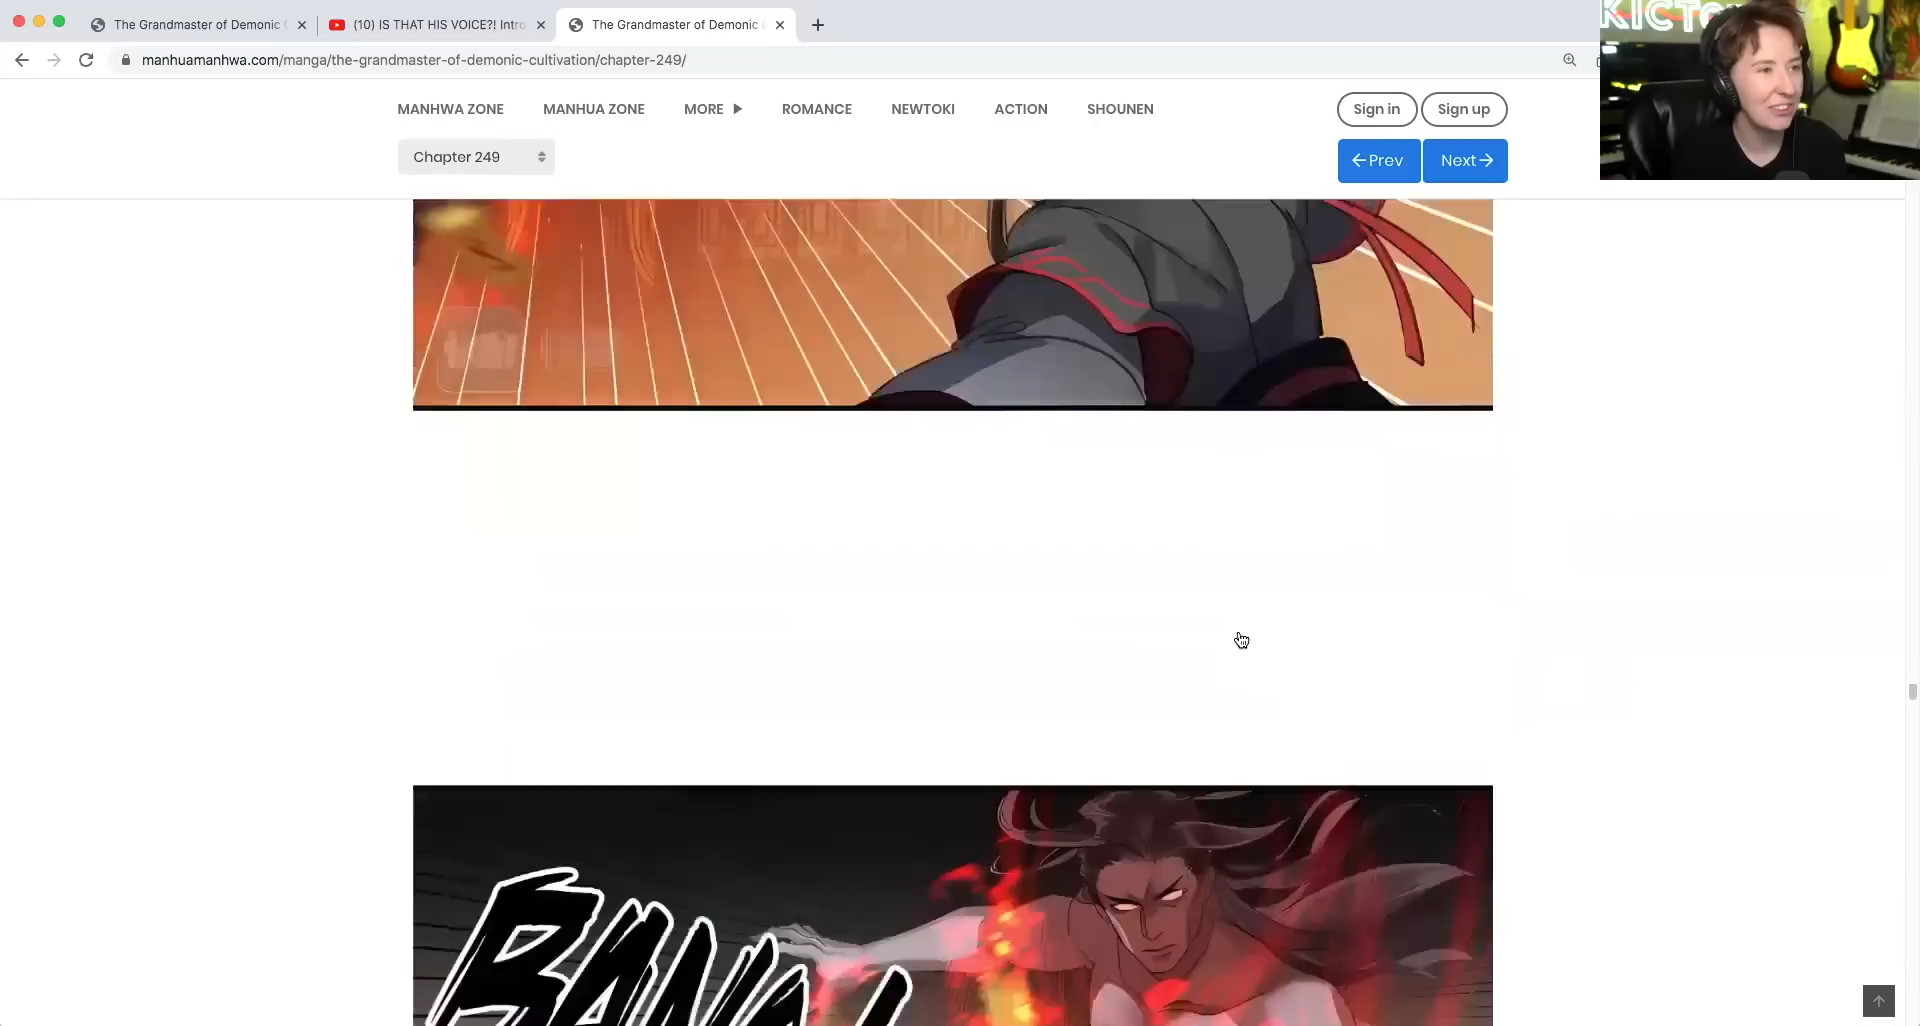 The Grandmaster of Demonic C
(10) IS THAT HIS VOICE?! Intro
The Grandmaster of Demonic C
manhuamanhwa.com/manga/the-grandmaster-of-demonic-cultivation/chapter-249/
MANHWA ZONE
MANHUA ZONE
MORE
ROMANCE
NEWTOKI
ACTION
SHOUNEN
Sign in
Sign up
Chapter 249
Prev
Next
BANG!